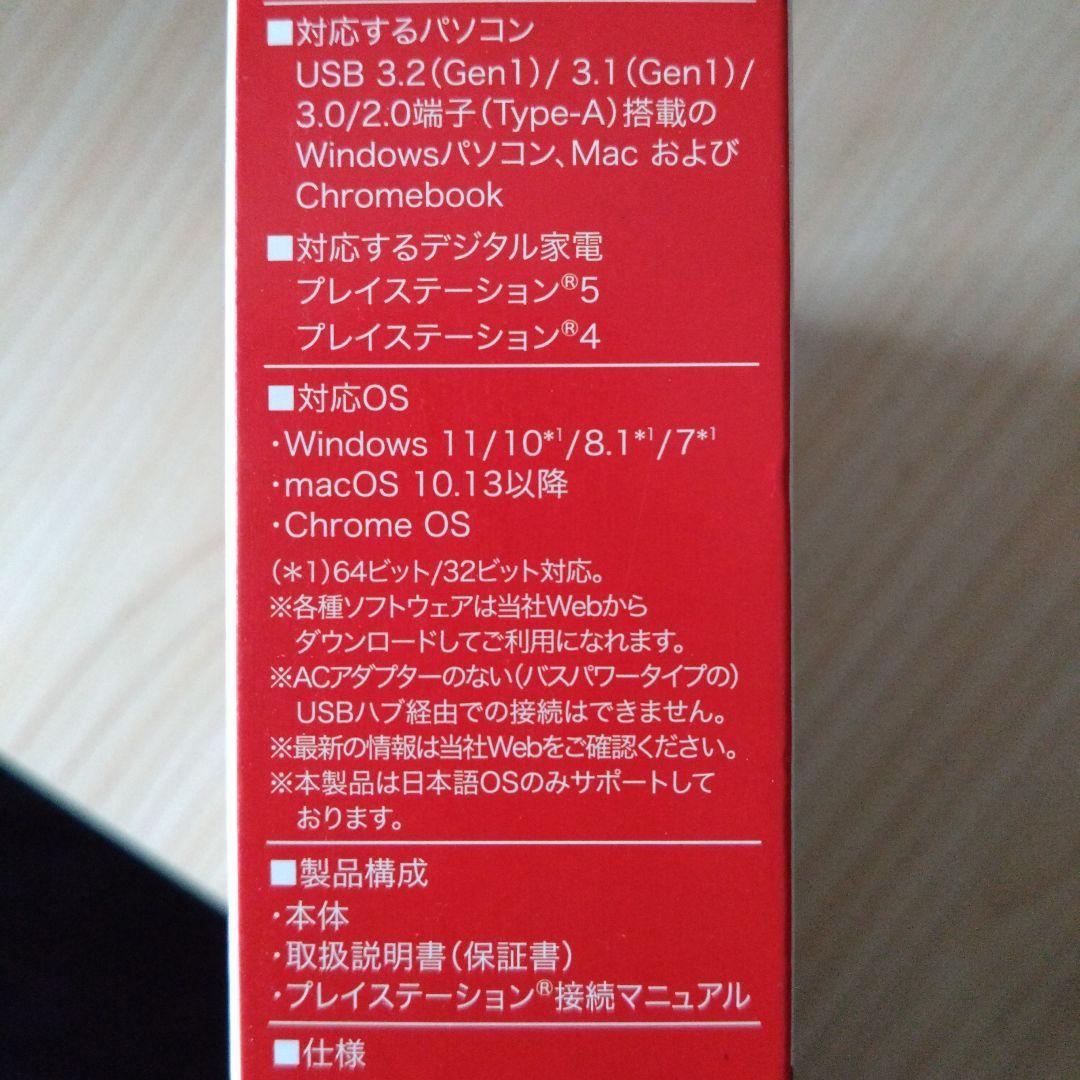 ■対応するパソコン
USB 3.2(Gen1)/ 3.1(Gen1)/
3.0/2.0端子(Type-A)搭載の
Windowsパソコン、Mac および
Chromebook
■対応するデジタル家電
プレイステーション®5
プレイステーション®4
■対応OS
・Windows 11/10*1/8.1*1/7*1
・macOS 10.13以降
・Chrome OS
(＊1)64ビット/32ビット対応。
※各種ソフトウェアは当社Webから
ダウンロードしてご利用になれます。
※ACアダプターのない(バスパワータイプの)
USBハブ経由での接続はできません。
※最新の情報は当社Webをご確認ください。
※本製品は日本語OSのみサポートして
おります。
■製品構成
・本体
・取扱説明書(保証書)
・プレイステーション®接続マニュアル
■仕様